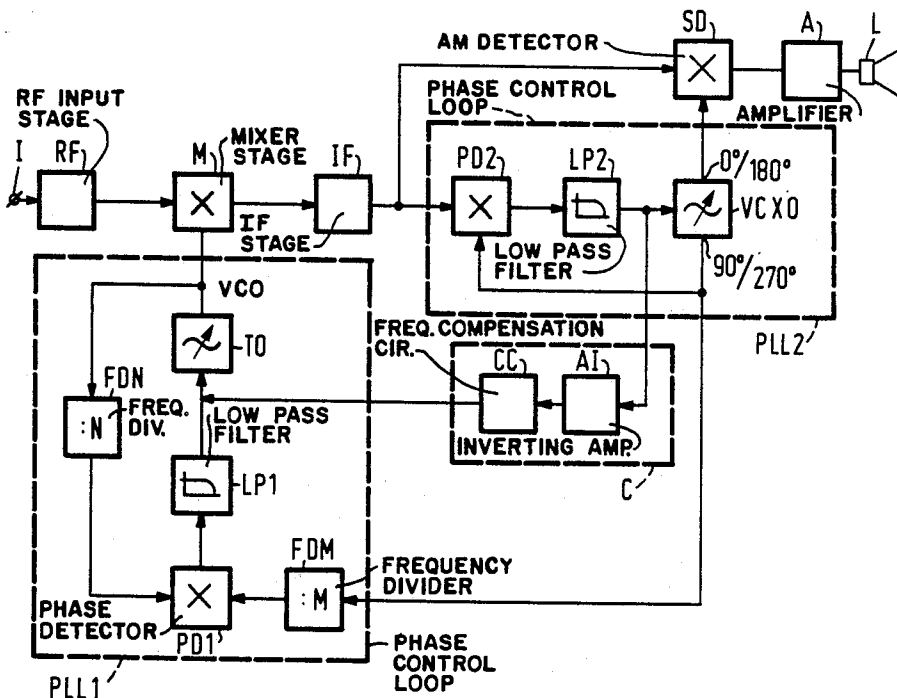 SD
A
L
AM DETECTOR
PHASE CONTROL
LOOP
AMPLIFIER
RF INPUT
STAGE
I
RF
M
MIXER
STAGE
IF
IF
STAGE
PD2
LP2
0°/180°
VCXO
LOW PASS
FILTER
90°/270°
PLL2
VCO
TO
FREQ. COMPENSATION
CIR.
CC
AI
INVERTING AMP.
C
FDN
:N
FREQ.
DIV.
LOW PASS
FILTER
LP1
FDM
:M
FREQUENCY
DIVIDER
PHASE
DETECTOR
PD1
PHASE
CONTROL
LOOP
PLL1